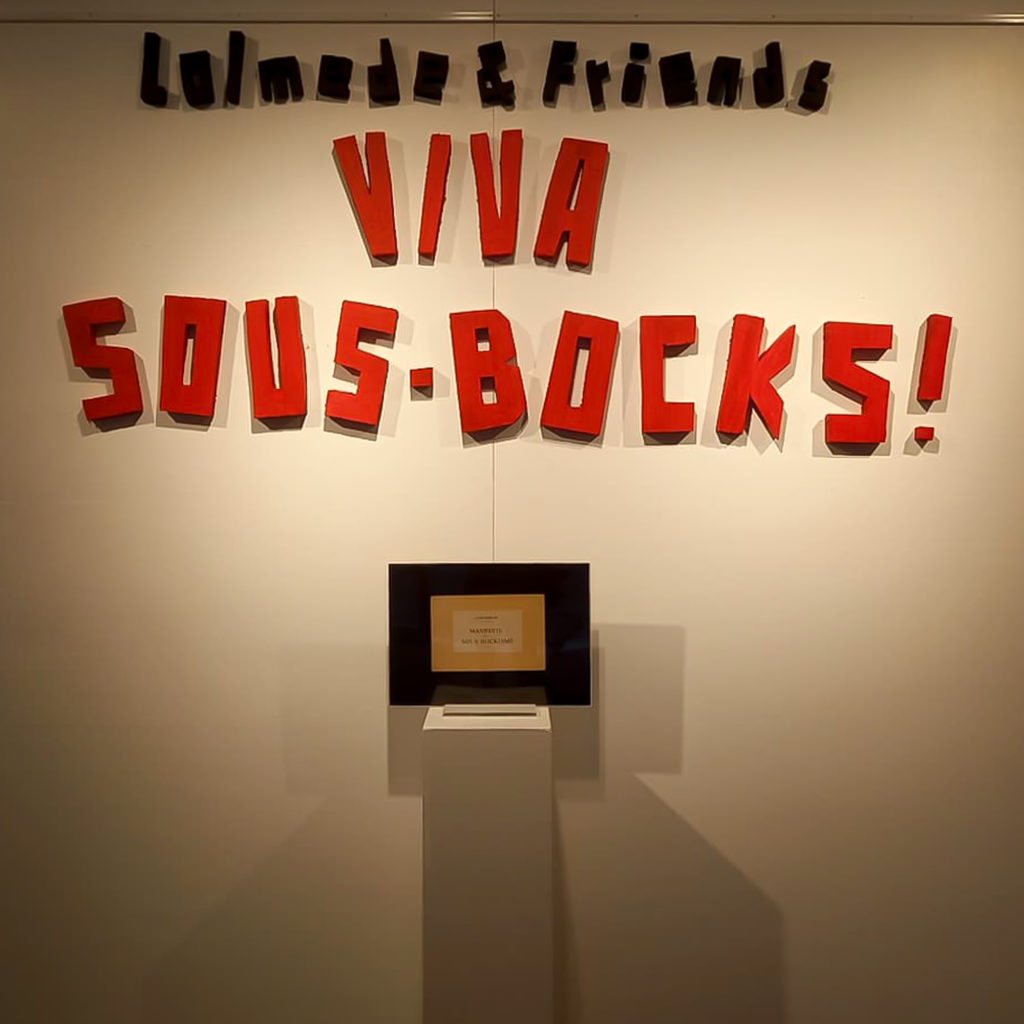 Lolmede & Friends
VIVA
SOUS-BOCKS!
MANIFESTE
SOUS-BOCKISME